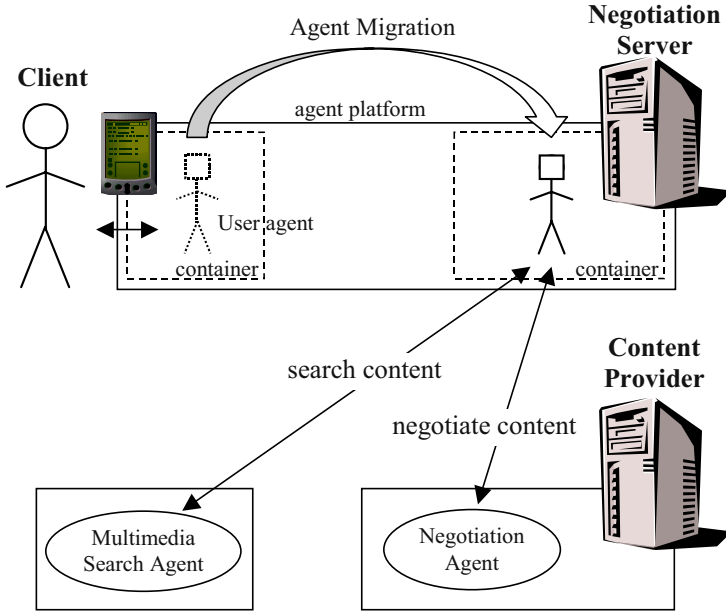 Agent Migration
Negotiation
Server
Client
agent platform
User agent
container
container
search content
Content
Provider
negotiate content
Multimedia
Search Agent
Negotiation
Agent